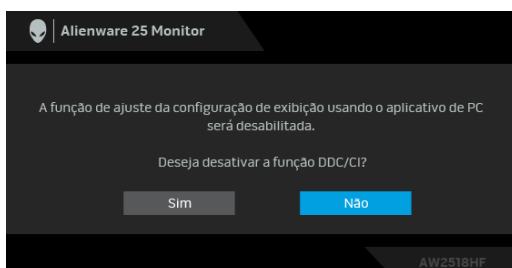 Alienware 25 Monitor
A função de ajuste da configuração de exibição usando o aplicativo de PC
será desabilitada.
Deseja desativar a função DDC/CI?
Sim Não
AW2518HF